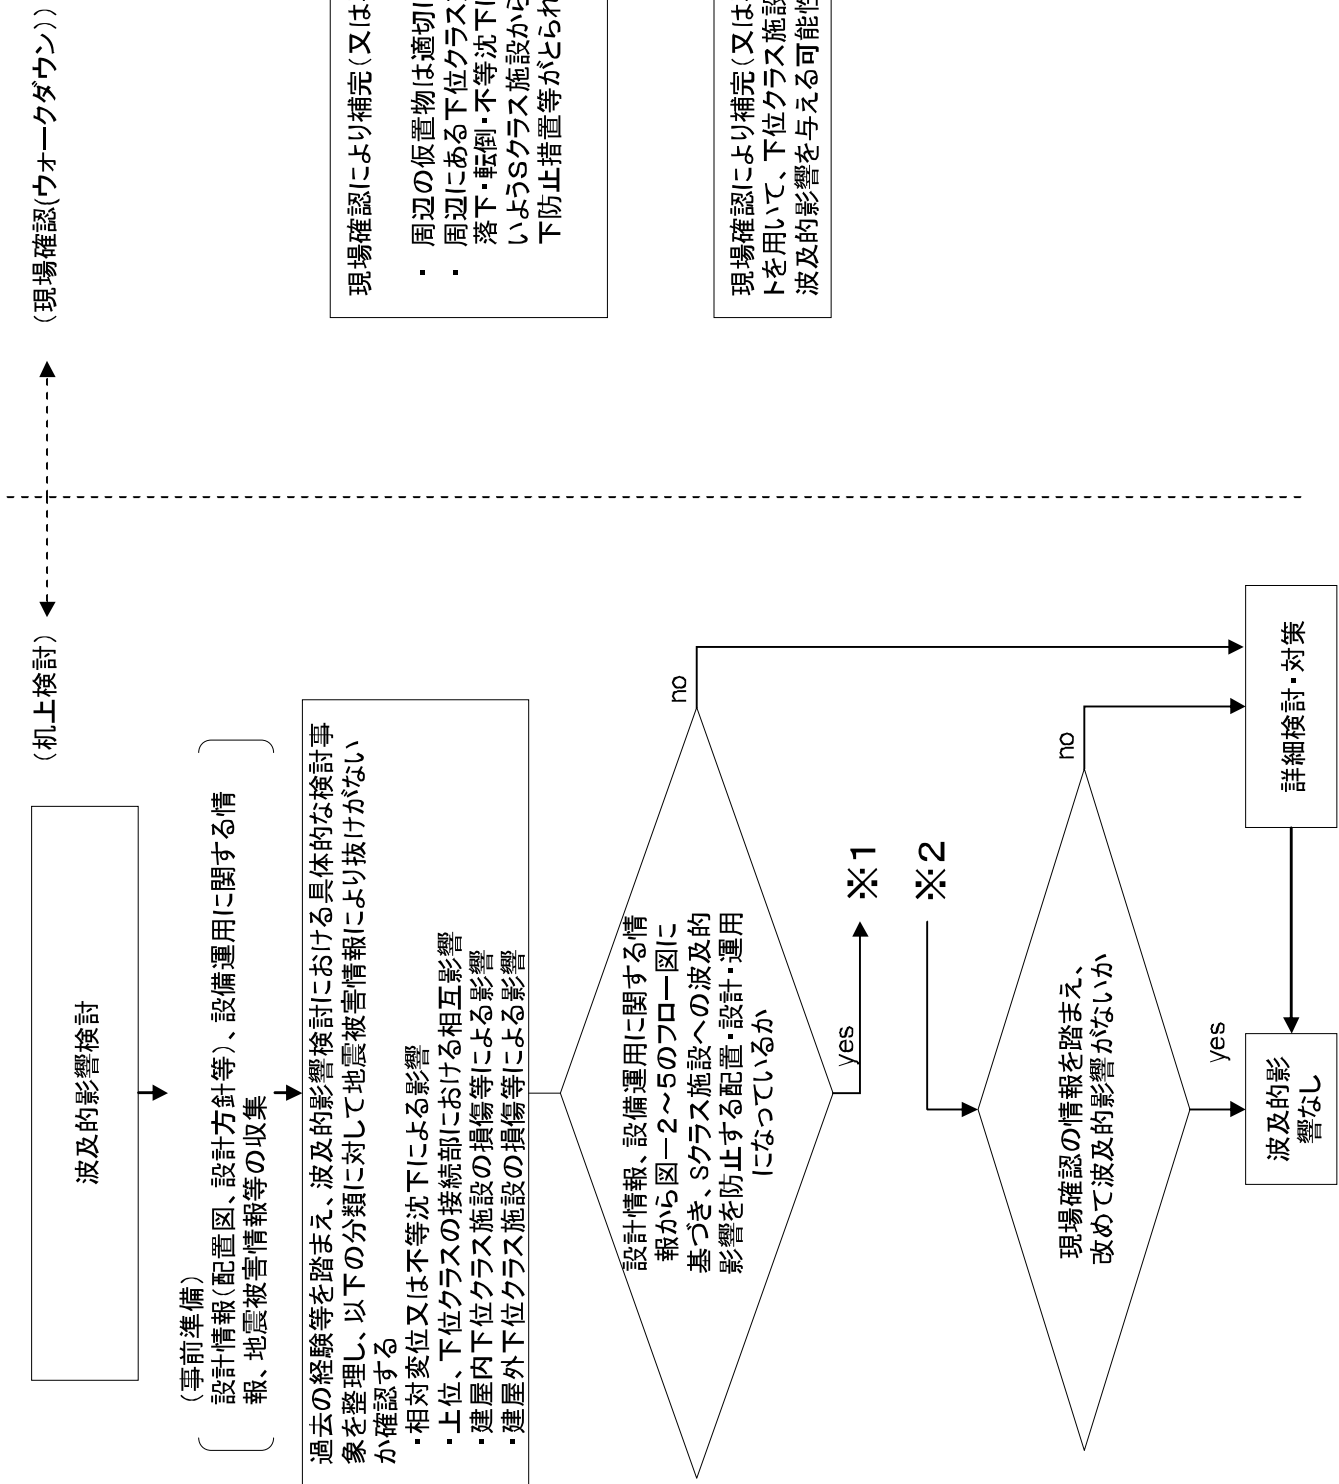 (机上検討)
(現場確認(ウォークダウン))
波及的影響検討
(事前準備)
設計情報(配置図、設計方針等)、設備運用に関する情
報、地震被害情報等の収集
過去の経験等を踏まえ、波及的影響検討における具体的な検討事
象を整理し、以下の分類に対して地震被害情報により抜けがない
か確認する
・相対変位又は不等沈下による影響
・上位、下位クラスの接続部における相互影響
・建屋内下位クラス施設の損傷等による影響
・建屋外下位クラス施設の損傷等による影響
設計情報、設備運用に関する情
報から図－２～５のフロー図に
基づき、Sクラス施設への波及的
影響を防止する配置・設計・運用
になっているか
no
yes
※1
※2
現場確認の情報を踏まえ、
改めて波及的影響がないか
no
yes
詳細検討・対策
波及的影
響なし
現場確認により補完(又は
・ 周辺の仮置物は適切に
・ 周辺にある下位クラス
落下・転倒・不等沈下に
いようSクラス施設から
下防止措置等がとられ
現場確認により補完(又は
トを用いて、下位クラス施設
波及的影響を与える可能性